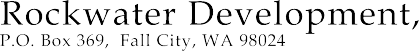 Rockwater Development,
P.O. Box 369, Fall City, WA 98024